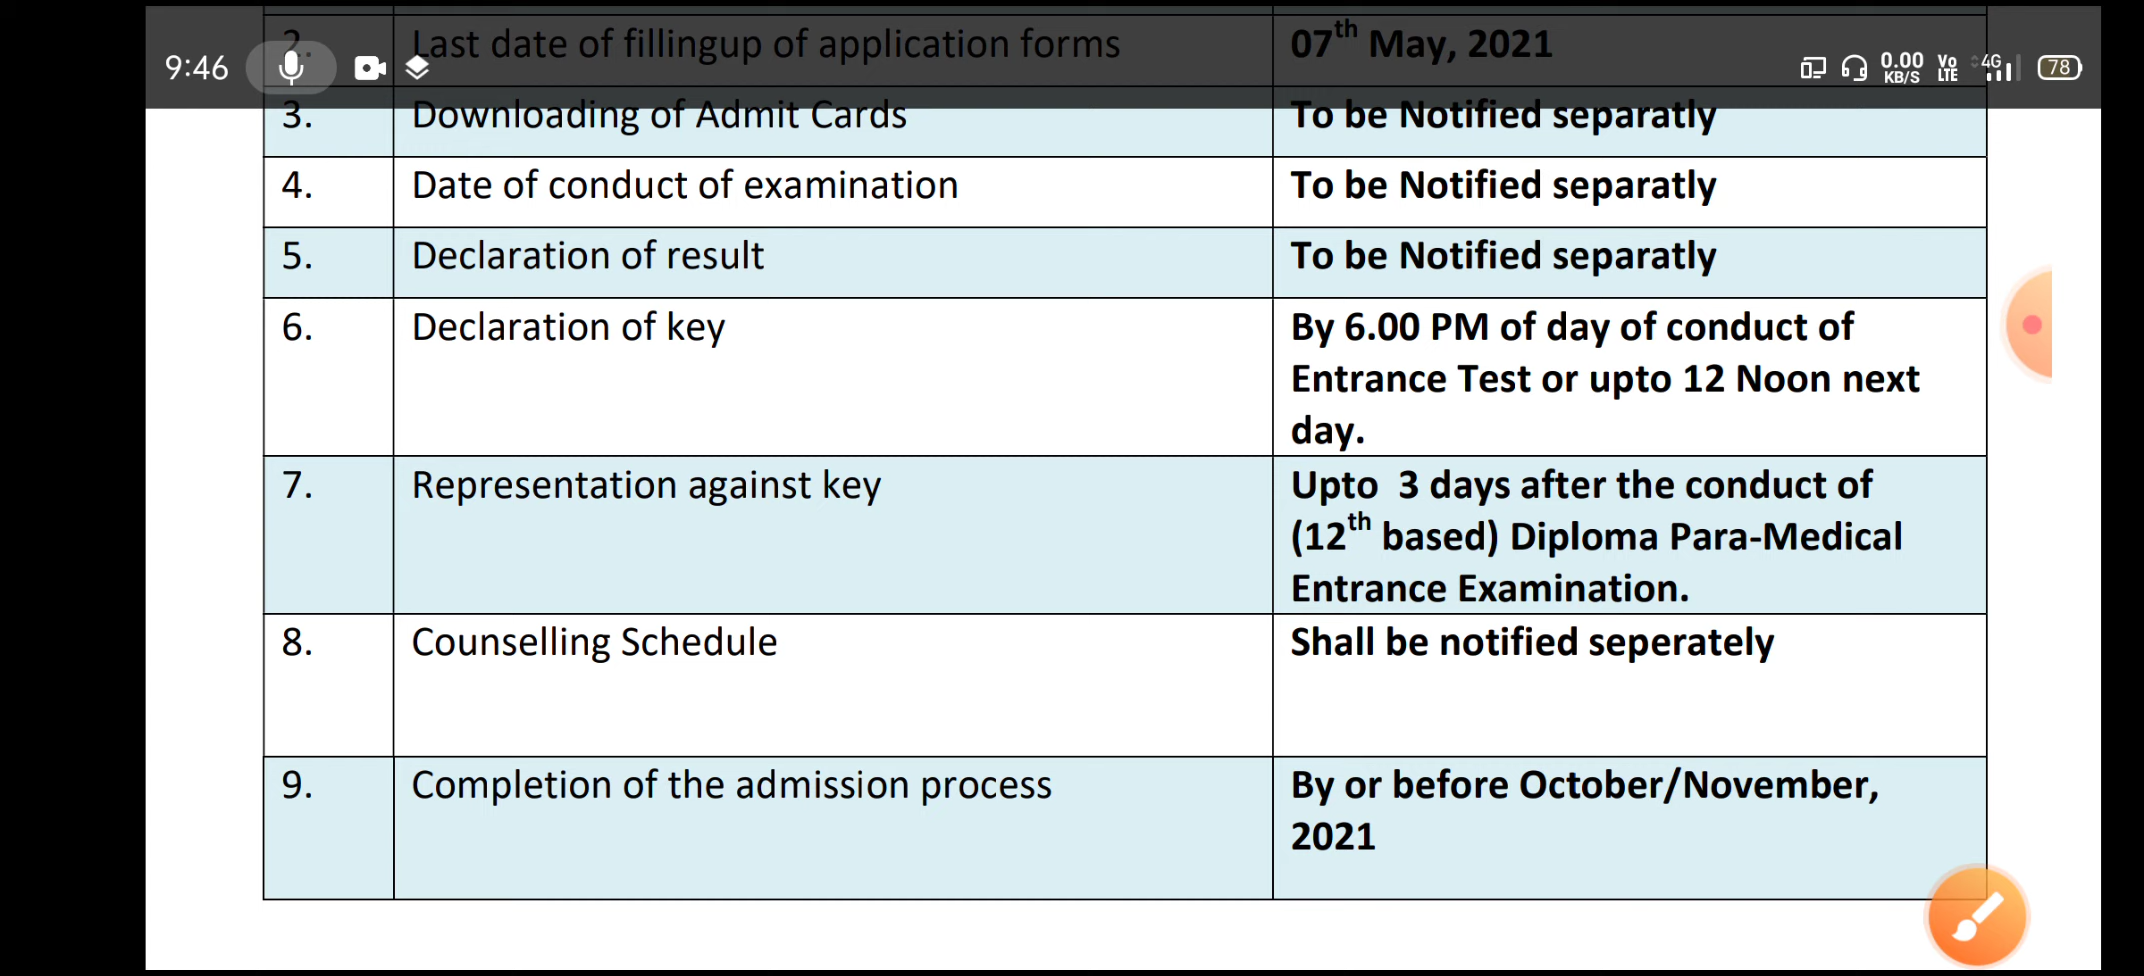 2. Last date of fillingup of application forms 07th May, 2021
9:46 0.00 KB/S Vo LTE 4G 78
3. Downloading of Admit Cards To be Notified separatly
4. Date of conduct of examination To be Notified separatly
5. Declaration of result To be Notified separatly
6. Declaration of key By 6.00 PM of day of conduct of
Entrance Test or upto 12 Noon next
day.
7. Representation against key Upto 3 days after the conduct of
(12th based) Diploma Para-Medical
Entrance Examination.
8. Counselling Schedule Shall be notified seperately
9. Completion of the admission process By or before October/November,
2021